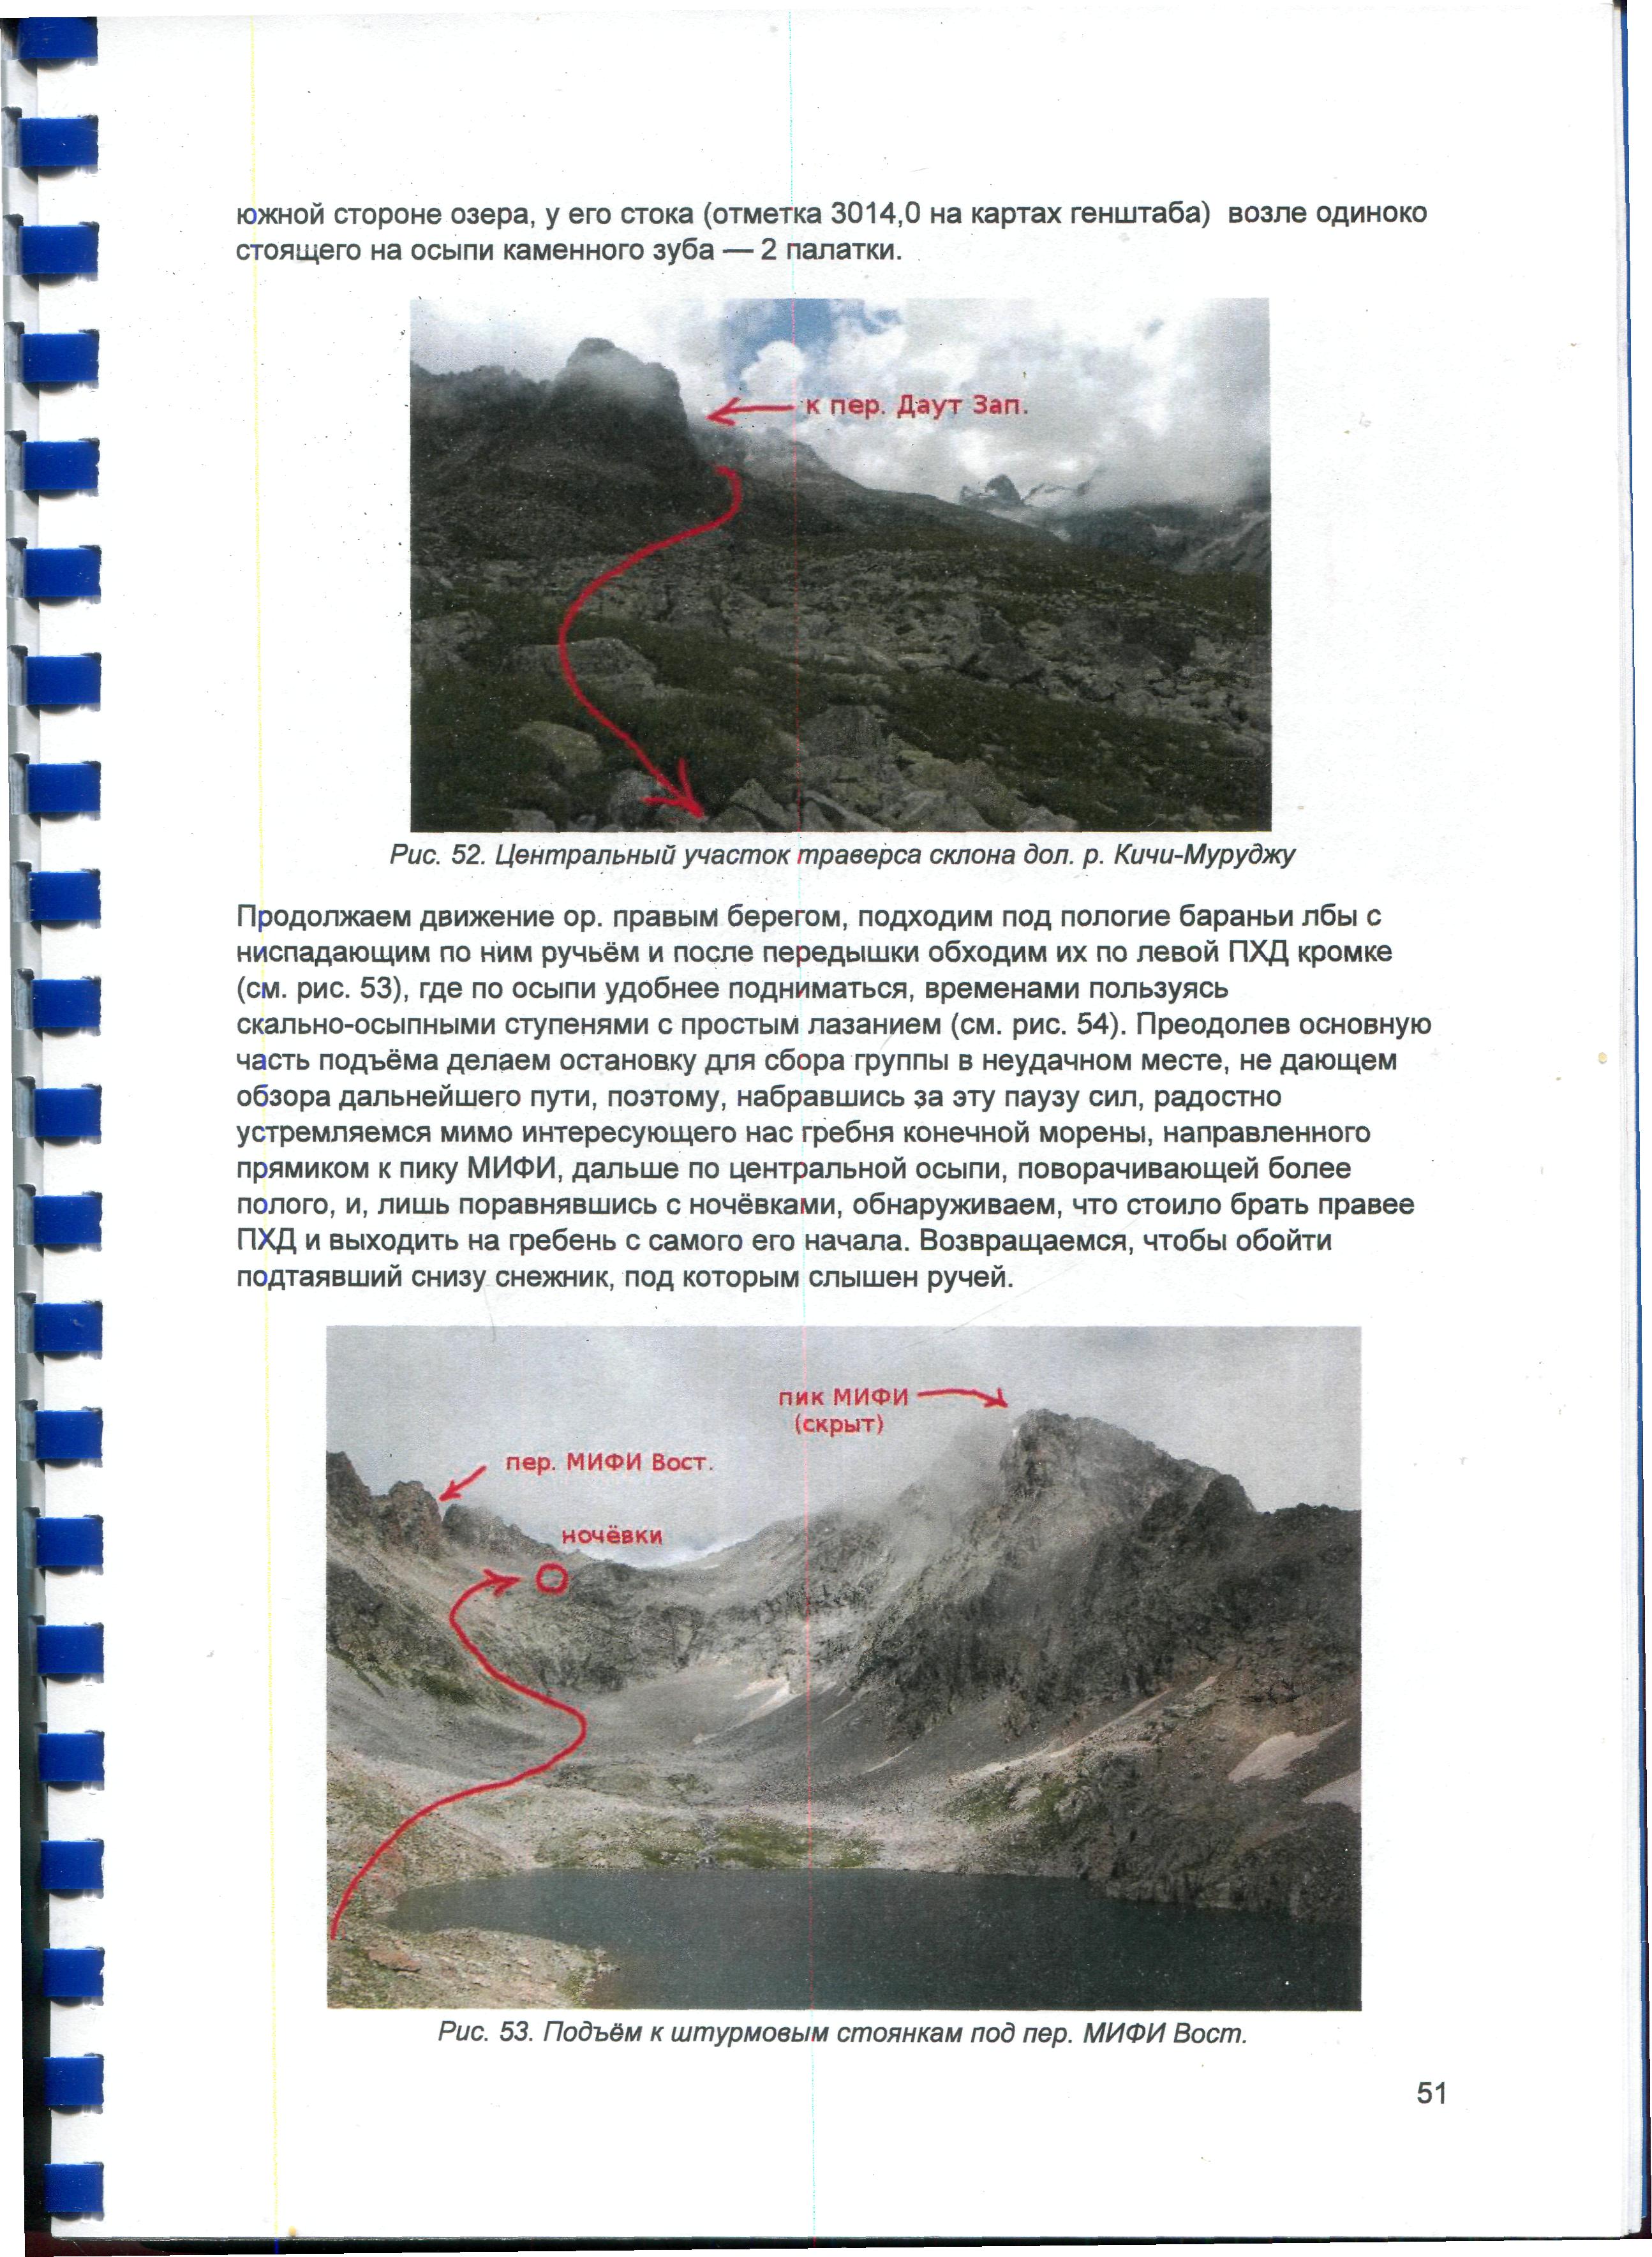 южной стороне озера, у его стока (отметка 3014,0 на картах генштаба) возле одиноко
стоящего на осыпи каменного зуба — 2 палатки.
к пер. Даут Зап.
Рис. 52. Центральный участок траверса склона дол. р. Кичи-Муруджу
Продолжаем движение ор. правым берегом, подходим под пологие бараньи лбы с
ниспадающим по ним ручьём и после передышки обходим их по левой ПХД кромке
(см. рис. 53), где по осыпи удобнее подниматься, временами пользуясь
скально-осыпными ступенями с простым лазанием (см. рис. 54). Преодолев основную
часть подъёма делаем остановку для сбора группы в неудачном месте, не дающем
обзора дальнейшего пути, поэтому, набравшись за эту паузу сил, радостно
устремляемся мимо интересующего нас гребня конечной морены, направленного
прямиком к пику МИФИ, дальше по центральной осыпи, поворачивающей более
полого, и, лишь поравнявшись с ночёвками, обнаруживаем, что стоило брать правее
ПХД и выходить на гребень с самого его начала. Возвращаемся, чтобы обойти
подтаявший снизу снежник, под которым слышен ручей.
пик МИФИ
(скрыт)
пер. МИФИ Вост.
ночёвки
Рис. 53. Подъём к штурмовым стоянкам под пер. МИФИ Вост.
51